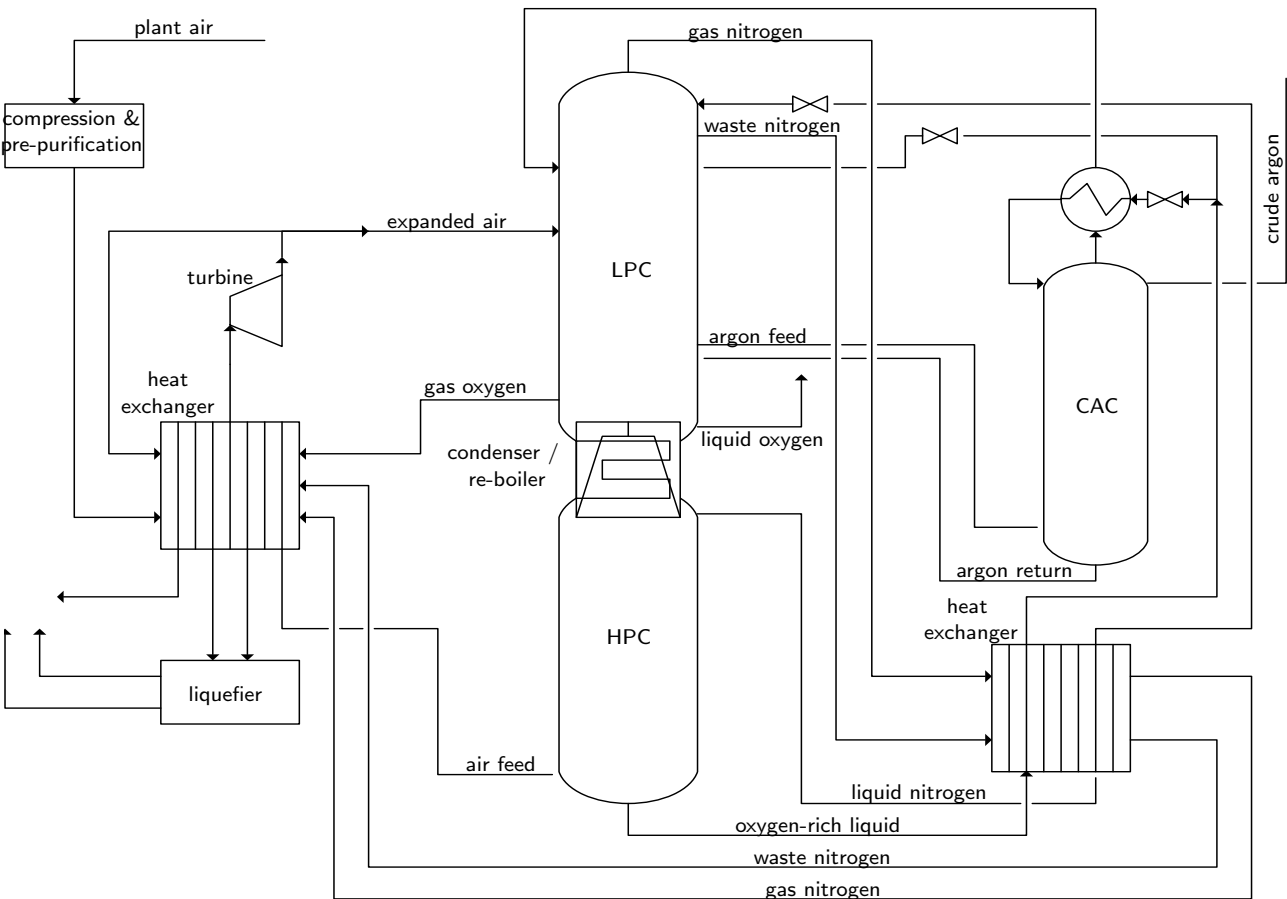 plant air
gas nitrogen
compression &
pre-purification
waste nitrogen
crude argon
expanded air
LPC
turbine
argon feed
heat
exchanger
gas oxygen
CAC
liquid oxygen
condenser /
re-boiler
argon return
heat
exchanger
HPC
liquefier
air feed
liquid nitrogen
oxygen-rich liquid
waste nitrogen
gas nitrogen